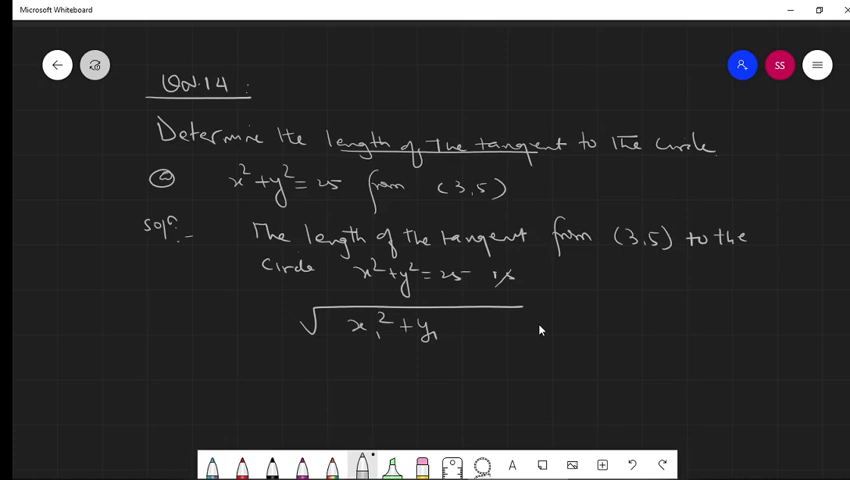 Microsoft Whiteboard
SS
Qn.14 :
Determine the length of the tangent to the circle
ⓐ x²+y²=25 from (3,5)
Solⁿ:-
The length of the tangent from (3,5) to the
circle x²+y²=25 is
√x₁²+y₁
A